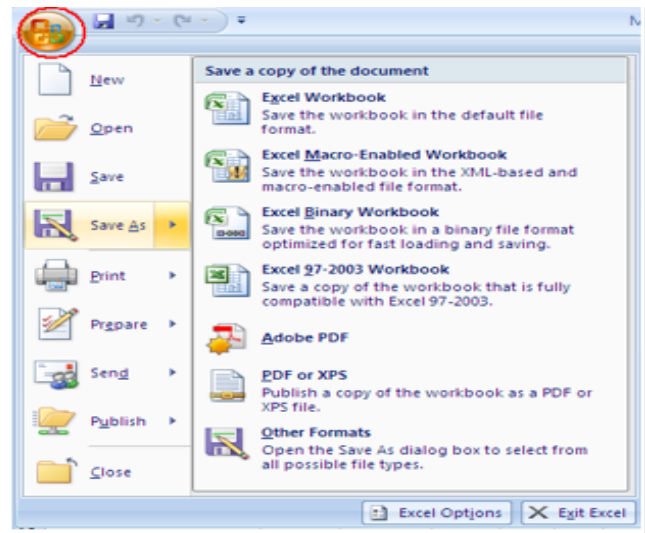 M
New
Open
Save
Save As
Print
Prepare
Send
Publish
Close
Save a copy of the document
Excel Workbook
Save the workbook in the default file
format.
Excel Macro-Enabled Workbook
Save the workbook in the XML-based and
macro-enabled file format.
Excel Binary Workbook
Save the workbook in a binary file format
optimized for fast loading and saving.
Excel 97-2003 Workbook
Save a copy of the workbook that is fully
compatible with Excel 97-2003.
Adobe PDF
PDF or XPS
Publish a copy of the workbook as a PDF or
XPS file.
Other Formats
Open the Save As dialog box to select from
all possible file types.
Excel Options
Exit Excel